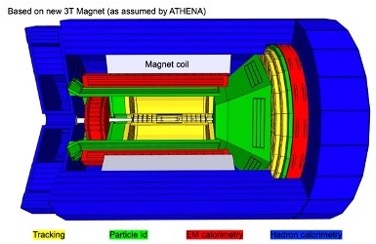 Based on new 3T Magnet (as assumed by ATHENA)
Magnet coil
Tracking
Particle Id
EM calorimetry
Hadron calorimetry